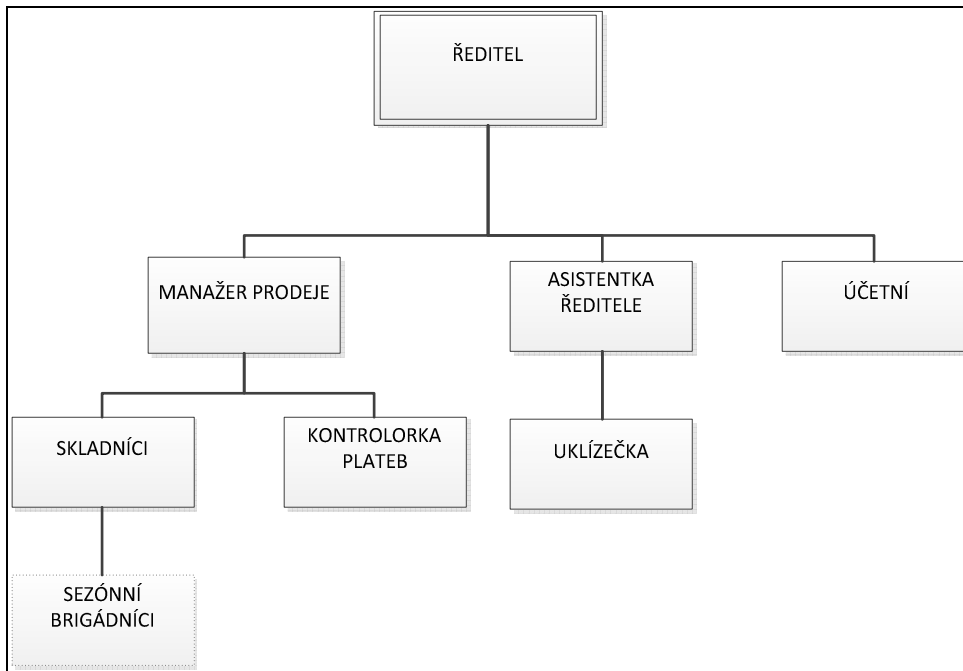 ŘEDITEL
MANAŽER PRODEJE
ASISTENTKA
ŘEDITELE
ÚČETNÍ
SKLADNÍCI
KONTROLORKA
PLATEB
UKLÍZEČKA
SEZÓNNÍ
BRIGÁDNÍCI